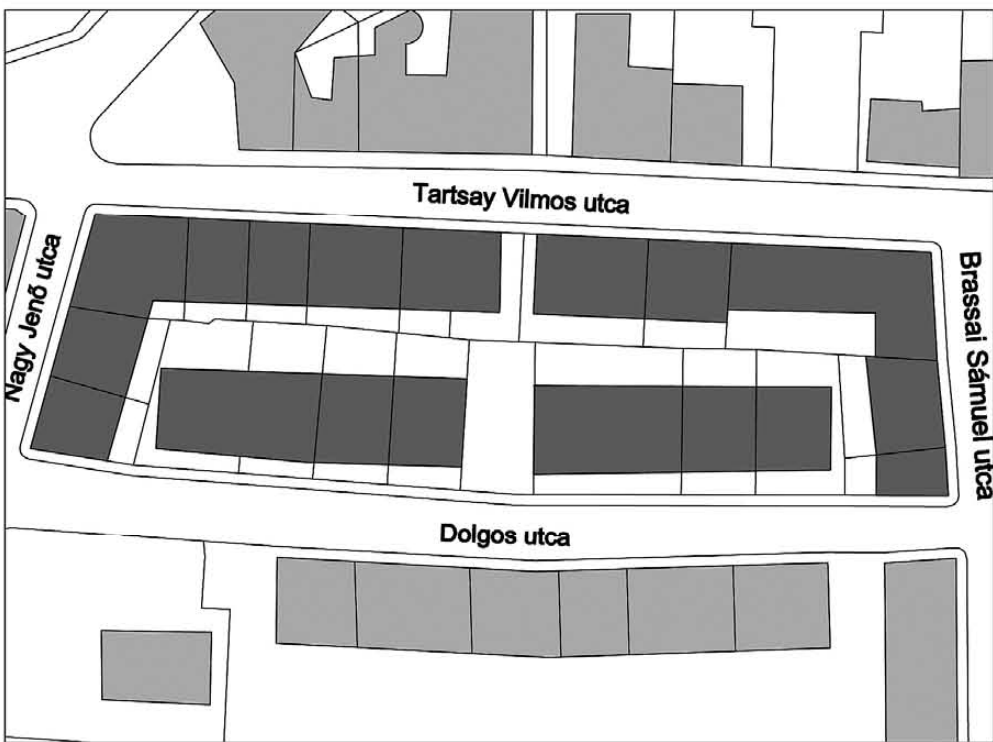 Tartsay Vilmos utca
Nagy Jenő utca
Brassai Sámuel utca
Dolgos utca